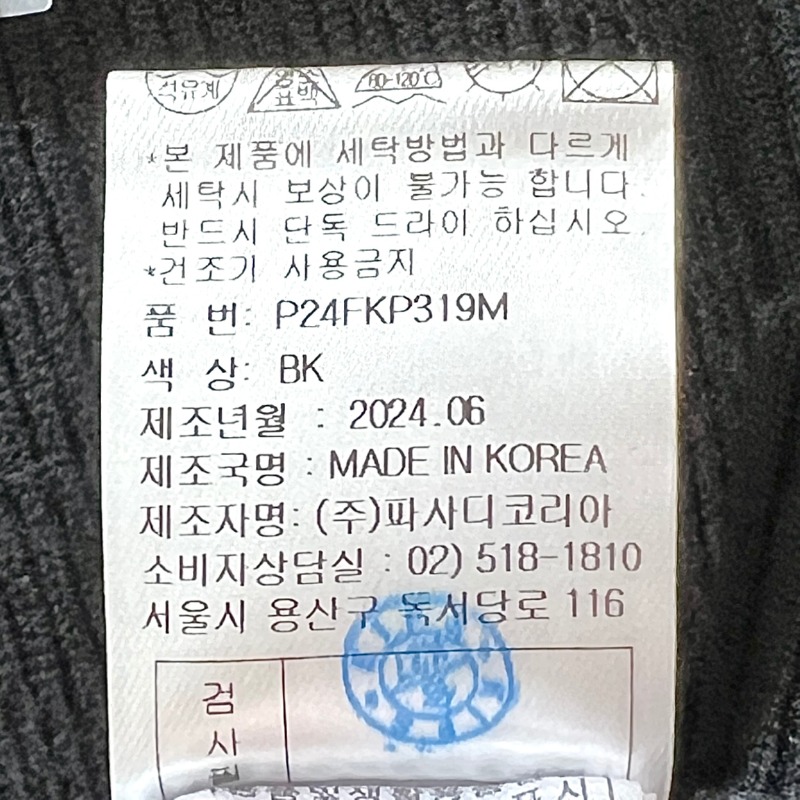 석유계 염소 표백 80-120℃
*본 제품에 세탁방법과 다르게
세탁시 보상이 불가능 합니다.
반드시 단독 드라이 하십시오.
*건조기 사용금지
품 번: P24FKP319M
색 상: BK
제조년월 : 2024.06
제조국명 : MADE IN KOREA
제조자명: (주)파사디코리아
소비자상담실 : 02) 518-1810
서울시 용산구 독서당로 116
검
사